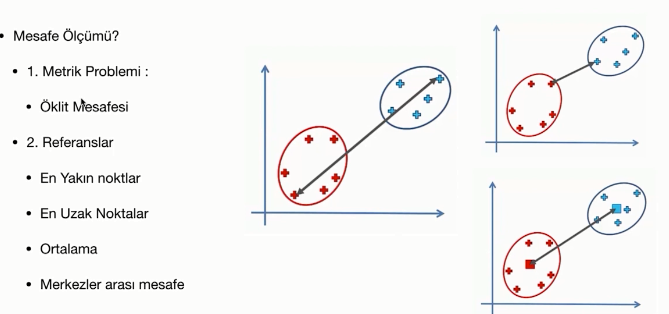 Mesafe Ölçümü?
1. Metrik Problemi :
Öklit Mesafesi
2. Referanslar
En Yakın noktlar
En Uzak Noktalar
Ortalama
Merkezler arası mesafe